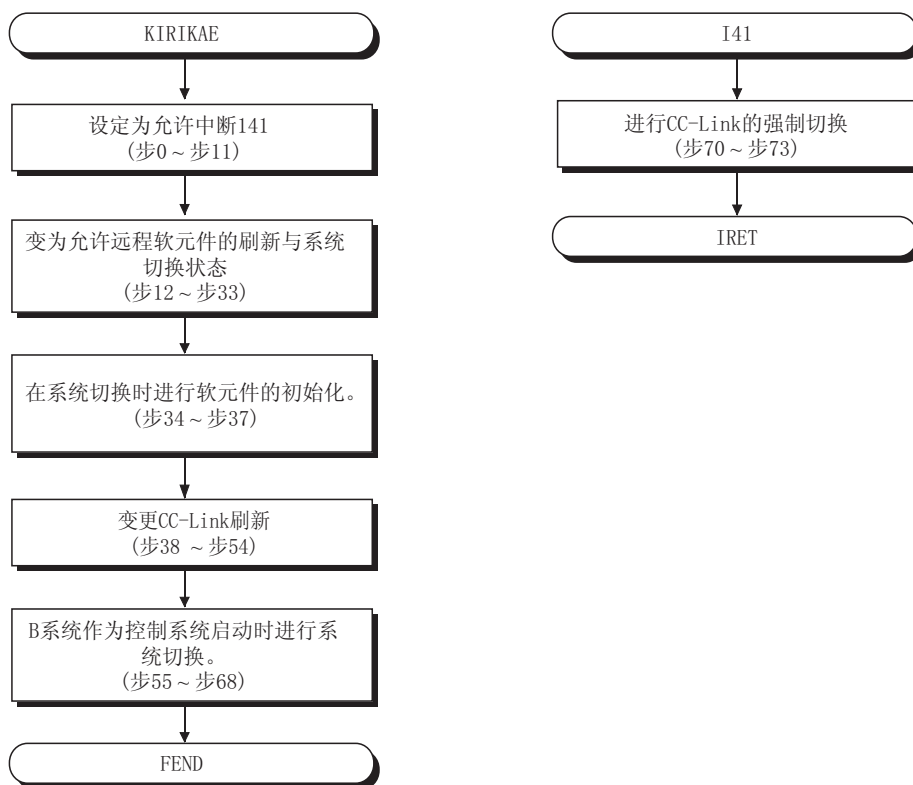 KIRIKAE
设定为允许中断141
(步0～步11)
变为允许远程软元件的刷新与系统
切换状态
(步12～步33)
在系统切换时进行软元件的初始化。
(步34～步37)
变更CC-Link刷新
(步38 ～步54)
B系统作为控制系统启动时进行系
统切换。
(步55～步68)
FEND
I41
进行CC-Link的强制切换
(步70～步73)
IRET